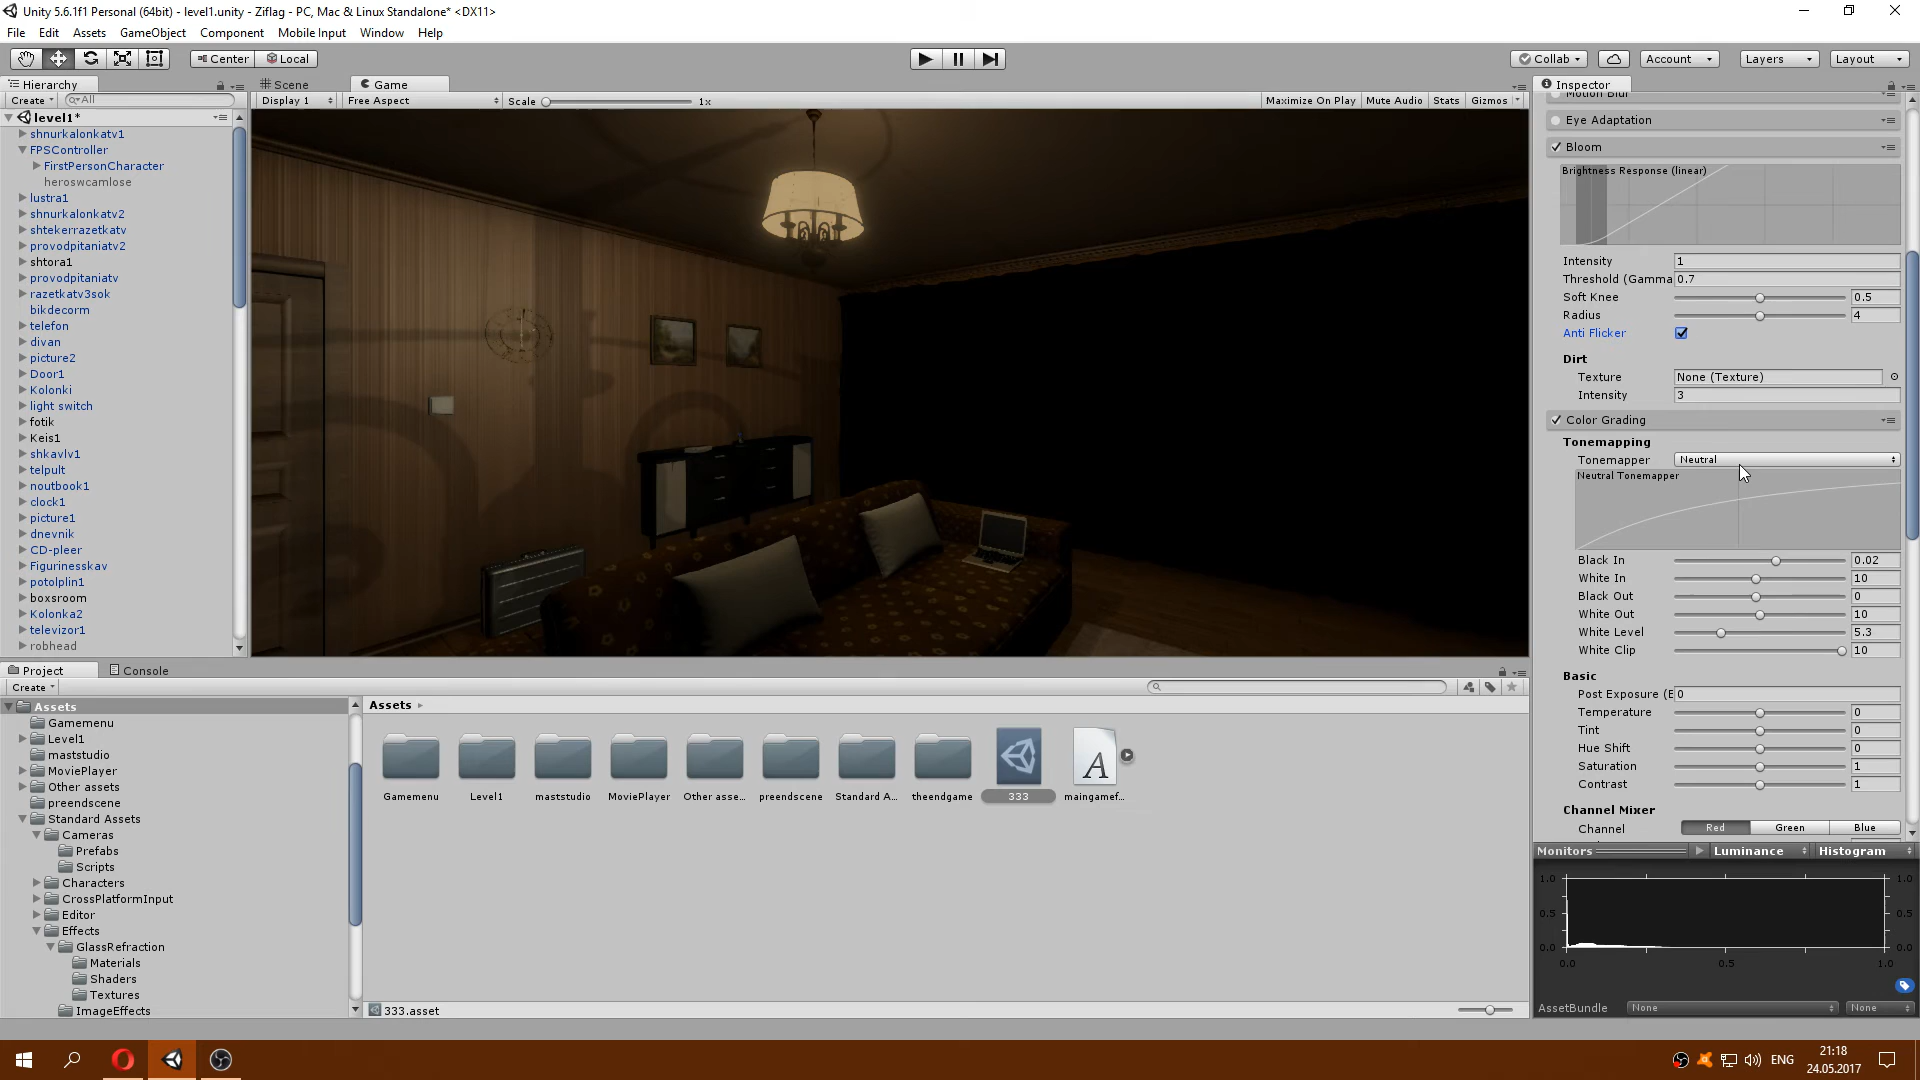 Unity 5.6.1f1 Personal (64bit) - level1.unity - Ziflag - PC, Mac & Linux Standalone* <DX11>
File Edit Assets GameObject Component Mobile Input Window Help
Center Local Collab Account Layers Layout
Hierarchy
Create All
level1*
shnurkalonkatv1
FPSController
FirstPersonCharacter
heroswcamlose
lustra1
shnurkalonkatv2
shtekerrazetkatv
provodpitaniatv2
shtora1
provodpitaniatv
razetkatv3sok
bikdecorm
telefon
divan
picture2
Door1
Kolonki
light switch
fotik
Keis1
shkavlv1
telpult
noutbook1
clock1
picture1
dnevnik
CD-pleer
Figurinesskav
potolplin1
boxsroom
Kolonka2
televizor1
robhead
Scene Game
Display 1 Free Aspect Scale 1x Maximize On Play Mute Audio Stats Gizmos
Inspector
Motion Blur
Eye Adaptation
Bloom
Brightness Response (linear)
Intensity 1
Threshold (Gamma 0.7
Soft Knee 0.5
Radius 4
Anti Flicker
Dirt
Texture None (Texture)
Intensity 3
Color Grading
Tonemapping
Tonemapper Neutral
Neutral Tonemapper
Black In 0.02
White In 10
Black Out 0
White Out 10
White Level 5.3
White Clip 10
Basic
Post Exposure (E 0
Temperature 0
Tint 0
Hue Shift 0
Saturation 1
Contrast 1
Channel Mixer
Channel Red Green Blue
Monitors Luminance Histogram
1.0 1.0
0.5 0.5
0.0 0.0
0.0 0.5 1.0
AssetBundle None None
Project Console
Create
Assets
Gamemenu
Level1
maststudio
MoviePlayer
Other assets
preendscene
Standard Assets
Cameras
Prefabs
Scripts
Characters
CrossPlatformInput
Editor
Effects
GlassRefraction
Materials
Shaders
Textures
ImageEffects
Assets
Gamemenu Level1 maststudio MoviePlayer Other asse... preendscene Standard A... theendgame 333 maingamef...
333.asset
ENG
21:18
24.05.2017